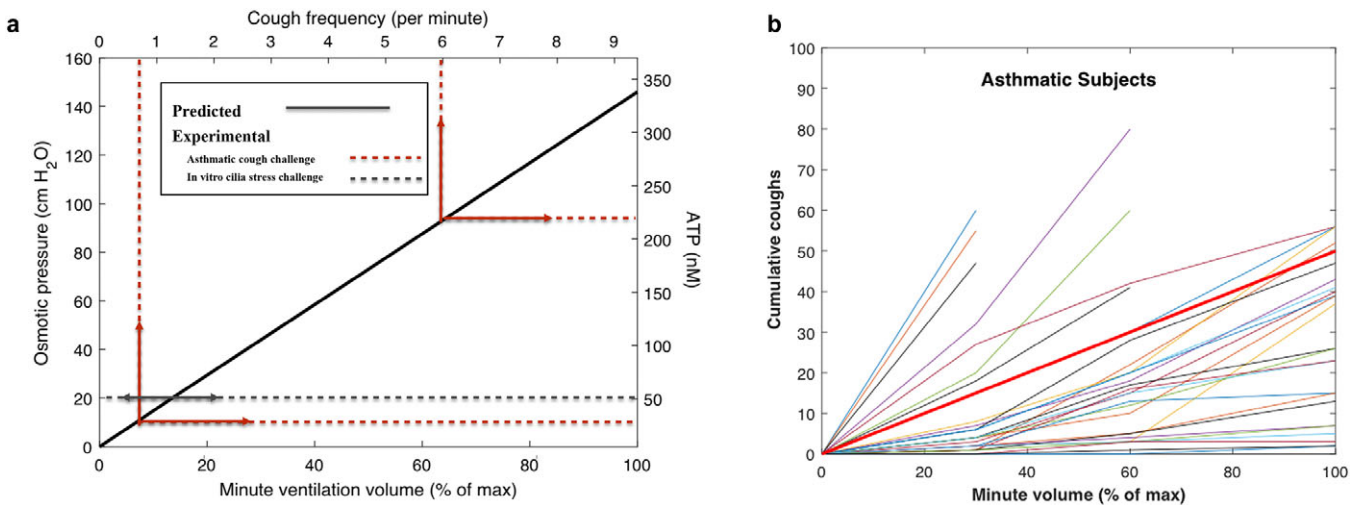 a
Cough frequency (per minute)
0 1 2 3 4 5 6 7 8 9
160
140
120
100
80
60
40
20
0
Osmotic pressure (cm H2O)
Predicted
Experimental
Asthmatic cough challenge
In vitro cilia stress challenge
350
300
250
200
150
100
50
ATP (nM)
0 20 40 60 80 100
Minute ventilation volume (% of max)
b
Asthmatic Subjects
100
90
80
70
60
50
40
30
20
10
0
Cumulative coughs
0 20 40 60 80 100
Minute volume (% of max)